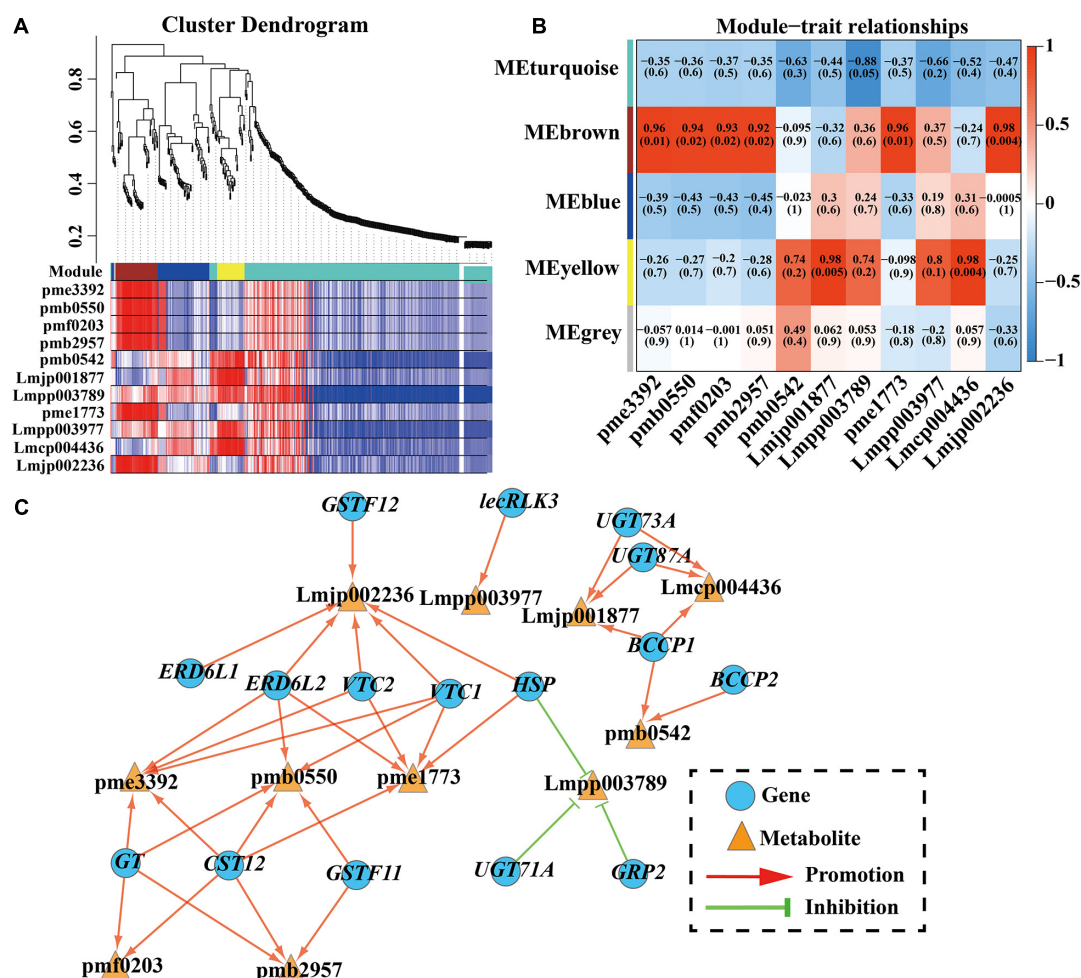 A
Cluster Dendrogram
0.8
0.6
0.4
0.2
Module
pme3392
pmb0550
pmf0203
pmb2957
pmb0542
Lmjp001877
Lmpp003789
pme1773
Lmpp003977
Lmcp004436
Lmjp002236
B
Module−trait relationships
MEturquoise −0.35 −0.36 −0.37 −0.35 −0.63 −0.44 −0.88 −0.37 −0.66 −0.52 −0.47
(0.6) (0.6) (0.5) (0.6) (0.3) (0.5) (0.05) (0.5) (0.2) (0.4) (0.4)
MEbrown 0.96 0.94 0.93 0.92 −0.095 −0.32 0.36 0.96 0.37 −0.24 0.98
(0.01) (0.02) (0.02) (0.02) (0.9) (0.6) (0.6) (0.01) (0.5) (0.7) (0.004)
MEblue −0.39 −0.43 −0.43 −0.45 −0.023 0.3 0.24 −0.33 0.19 0.31 −0.0005
(0.5) (0.5) (0.5) (0.4) (1) (0.6) (0.7) (0.6) (0.8) (0.6) (1)
MEyellow −0.26 −0.27 −0.2 −0.28 0.74 0.98 0.74 −0.098 0.8 0.98 −0.25
(0.7) (0.7) (0.7) (0.6) (0.2) (0.005) (0.2) (0.9) (0.1) (0.004) (0.7)
MEgrey −0.057 0.014 −0.001 0.051 0.49 0.062 0.053 −0.18 −0.2 0.057 −0.33
(0.9) (1) (1) (0.9) (0.4) (0.9) (0.9) (0.8) (0.8) (0.9) (0.6)
pme3392 pmb0550 pmf0203 pmb2957 pmb0542 Lmjp001877 Lmpp003789 pme1773 Lmpp003977 Lmcp004436 Lmjp002236
1
0.5
0
−0.5
−1
C
GSTF12
lecRLK3
UGT73A
UGT87A
Lmjp002236
Lmpp003977
Lmjp001877
Lmcp004436
BCCP1
ERD6L1
ERD6L2
VTC2
VTC1
HSP
BCCP2
pmb0542
pme3392
pmb0550
pme1773
Lmpp003789
GT
CST12
GSTF11
UGT71A
GRP2
pmf0203
pmb2957
Gene
Metabolite
Promotion
Inhibition